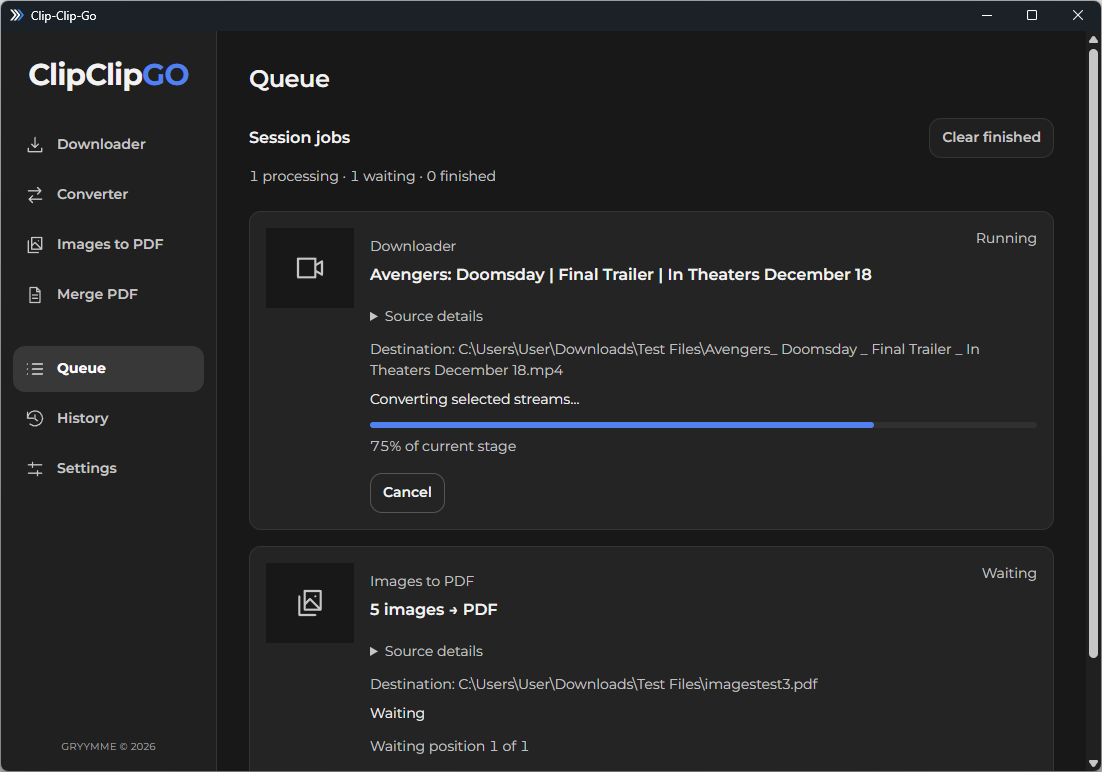 Clip-Clip-Go
ClipClipGO
Downloader
Converter
Images to PDF
Merge PDF
Queue
History
Settings
GRYYMME © 2026
Queue
Session jobs
Clear finished
1 processing · 1 waiting · 0 finished
Downloader
Running
Avengers: Doomsday | Final Trailer | In Theaters December 18
▶ Source details
Destination: C:\Users\User\Downloads\Test Files\Avengers_ Doomsday _ Final Trailer _ In
Theaters December 18.mp4
Converting selected streams...
75% of current stage
Cancel
Images to PDF
Waiting
5 images → PDF
▶ Source details
Destination: C:\Users\User\Downloads\Test Files\imagestest3.pdf
Waiting
Waiting position 1 of 1